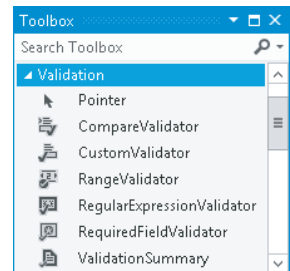 Toolbox
Search Toolbox
Validation
Pointer
CompareValidator
CustomValidator
RangeValidator
RegularExpressionValidator
RequiredFieldValidator
ValidationSummary